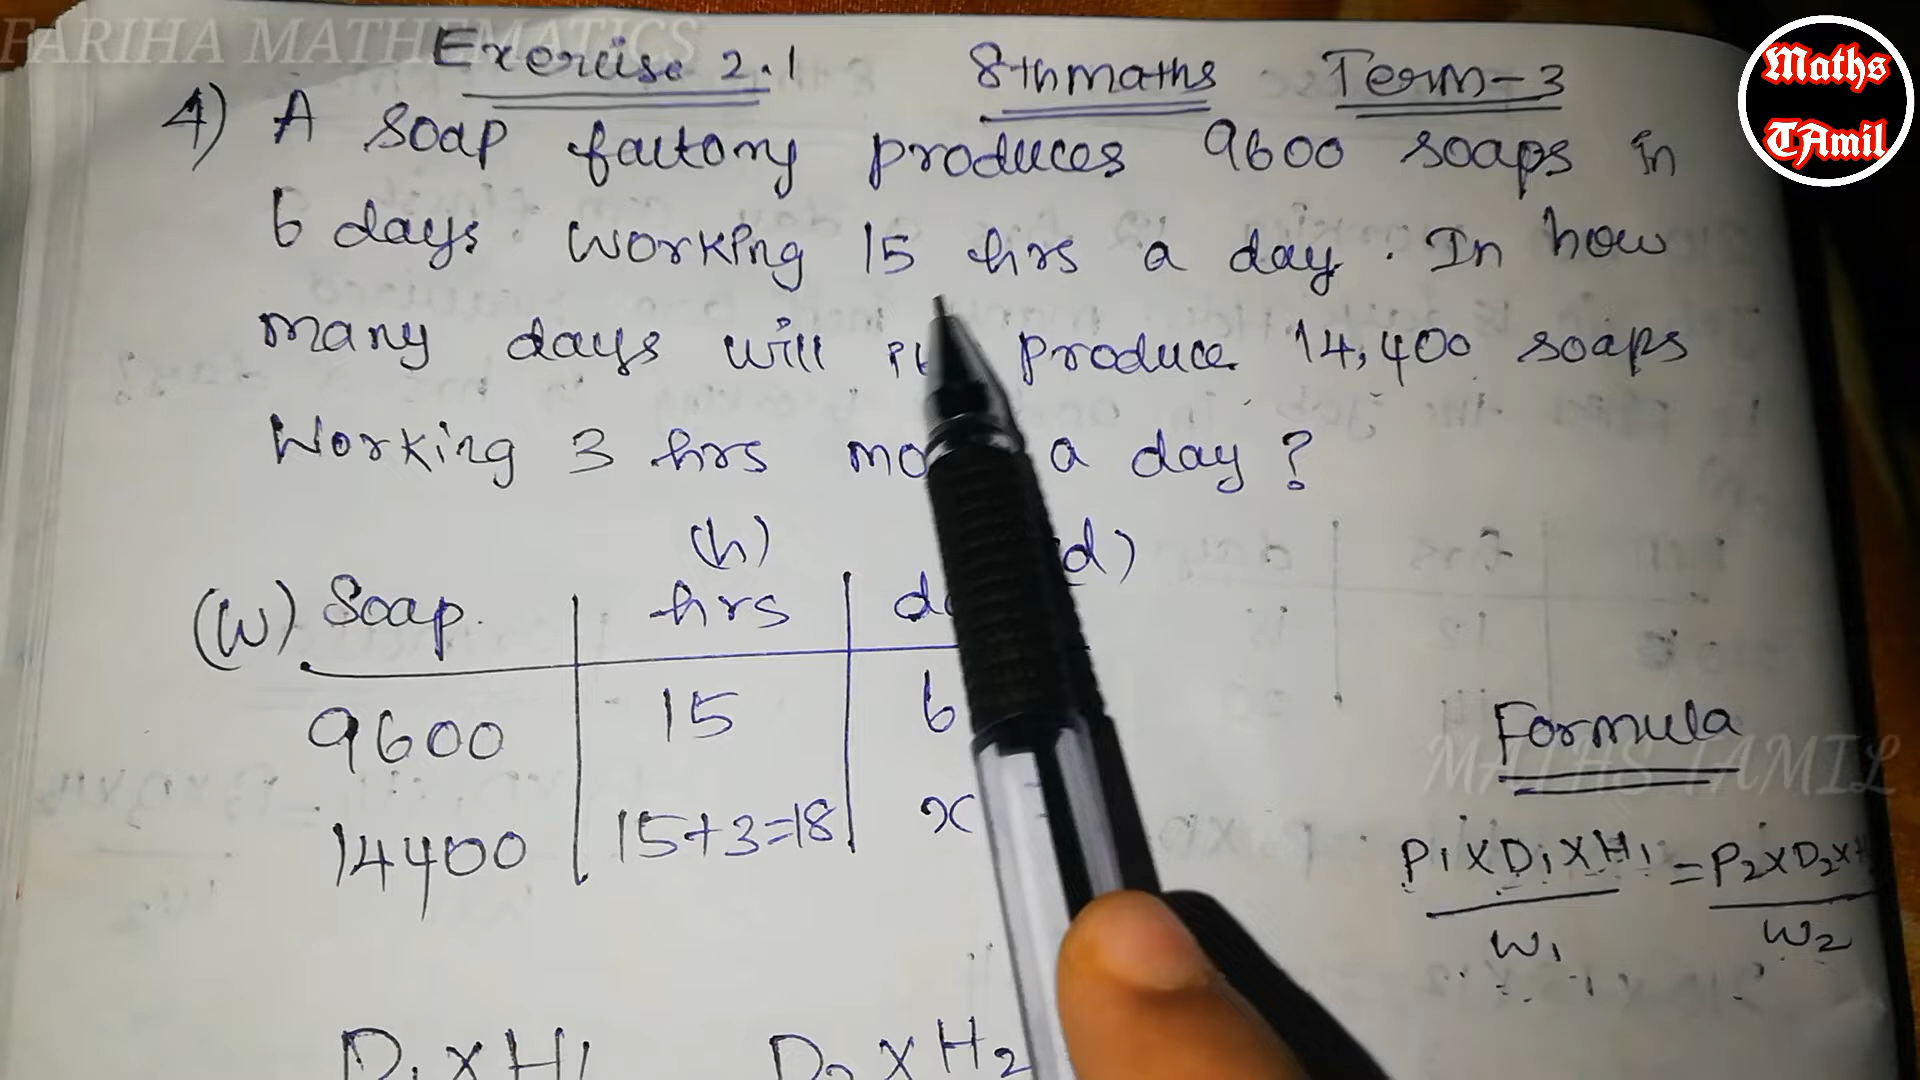 FARIHA MATHEMATICS
Maths
TAmil
Exercise 2.1 8th maths Term-3
4) A soap factory produces 9600 soaps in
6 days working 15 hrs a day. In how
many days will it produce 14,400 soaps
Working 3 hrs a day?
(h) d)
(W) Soap. hrs
9600 15 6
14400 15+3=18 x
Formula
MATHS TAMIL
P1 X D1 X H1 = P2 X D2 X
W1 W2
D1 X H1 D2 X H2